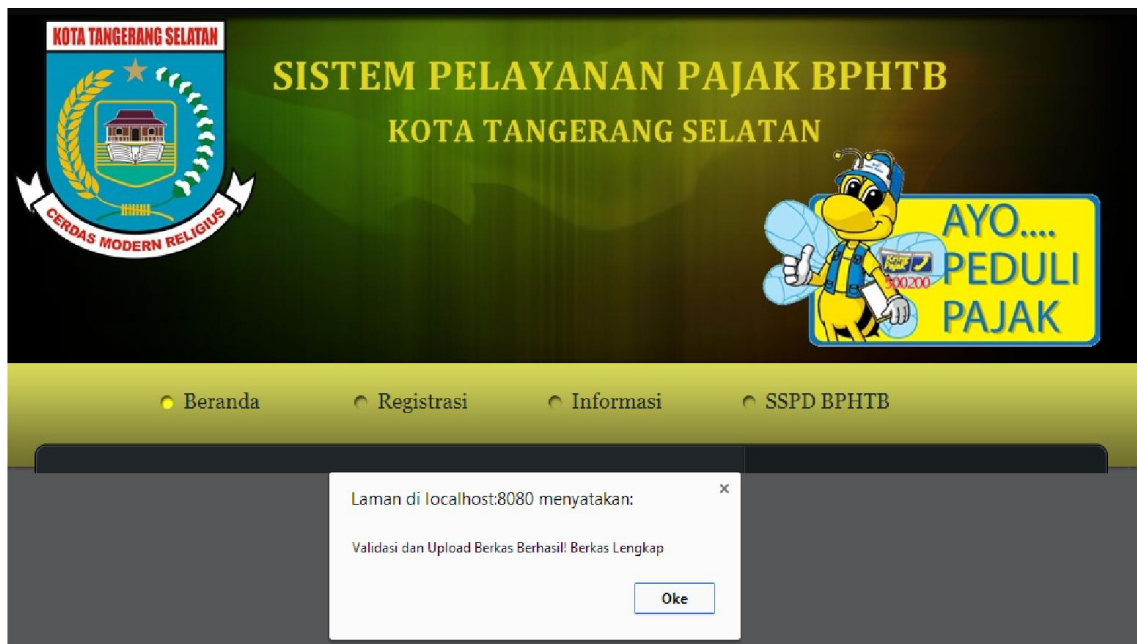 KOTA TANGERANG SELATAN
CERDAS MODERN RELIGIUS
SISTEM PELAYANAN PAJAK BPHTB
KOTA TANGERANG SELATAN
AYO....
PEDULI
PAJAK
500200
Beranda
Registrasi
Informasi
SSPD BPHTB
Laman di localhost:8080 menyatakan:
×
Validasi dan Upload Berkas Berhasil! Berkas Lengkap
Oke